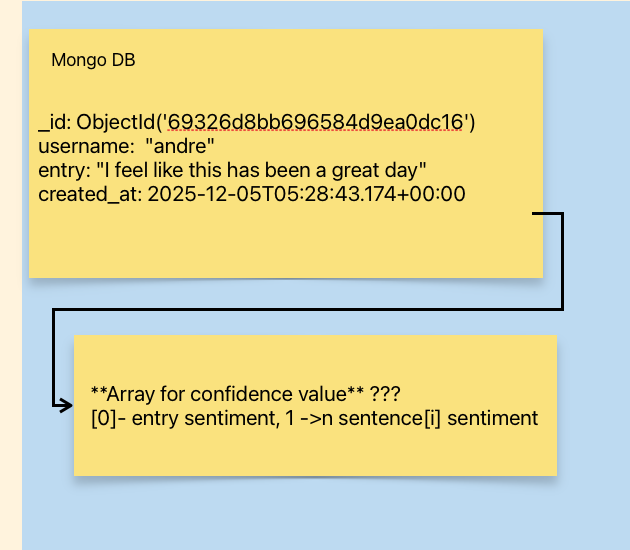 Mongo DB
_id: ObjectId('69326d8bb696584d9ea0dc16')
username:  "andre"
entry: "I feel like this has been a great day"
created_at: 2025-12-05T05:28:43.174+00:00
**Array for confidence value** ???
[0]- entry sentiment, 1 ->n sentence[i] sentiment